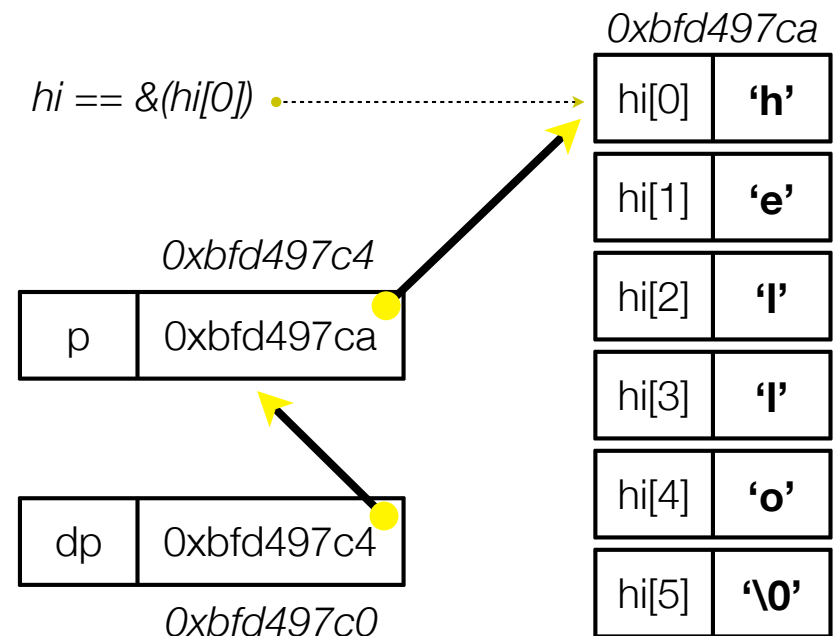 0xbfd497ca
hi == &(hi[0])
hi[0] ‘h’
hi[1] ‘e’
hi[2] ‘l’
hi[3] ‘l’
hi[4] ‘o’
hi[5] ‘\0’
0xbfd497c4
p 0xbfd497ca
dp 0xbfd497c4
0xbfd497c0